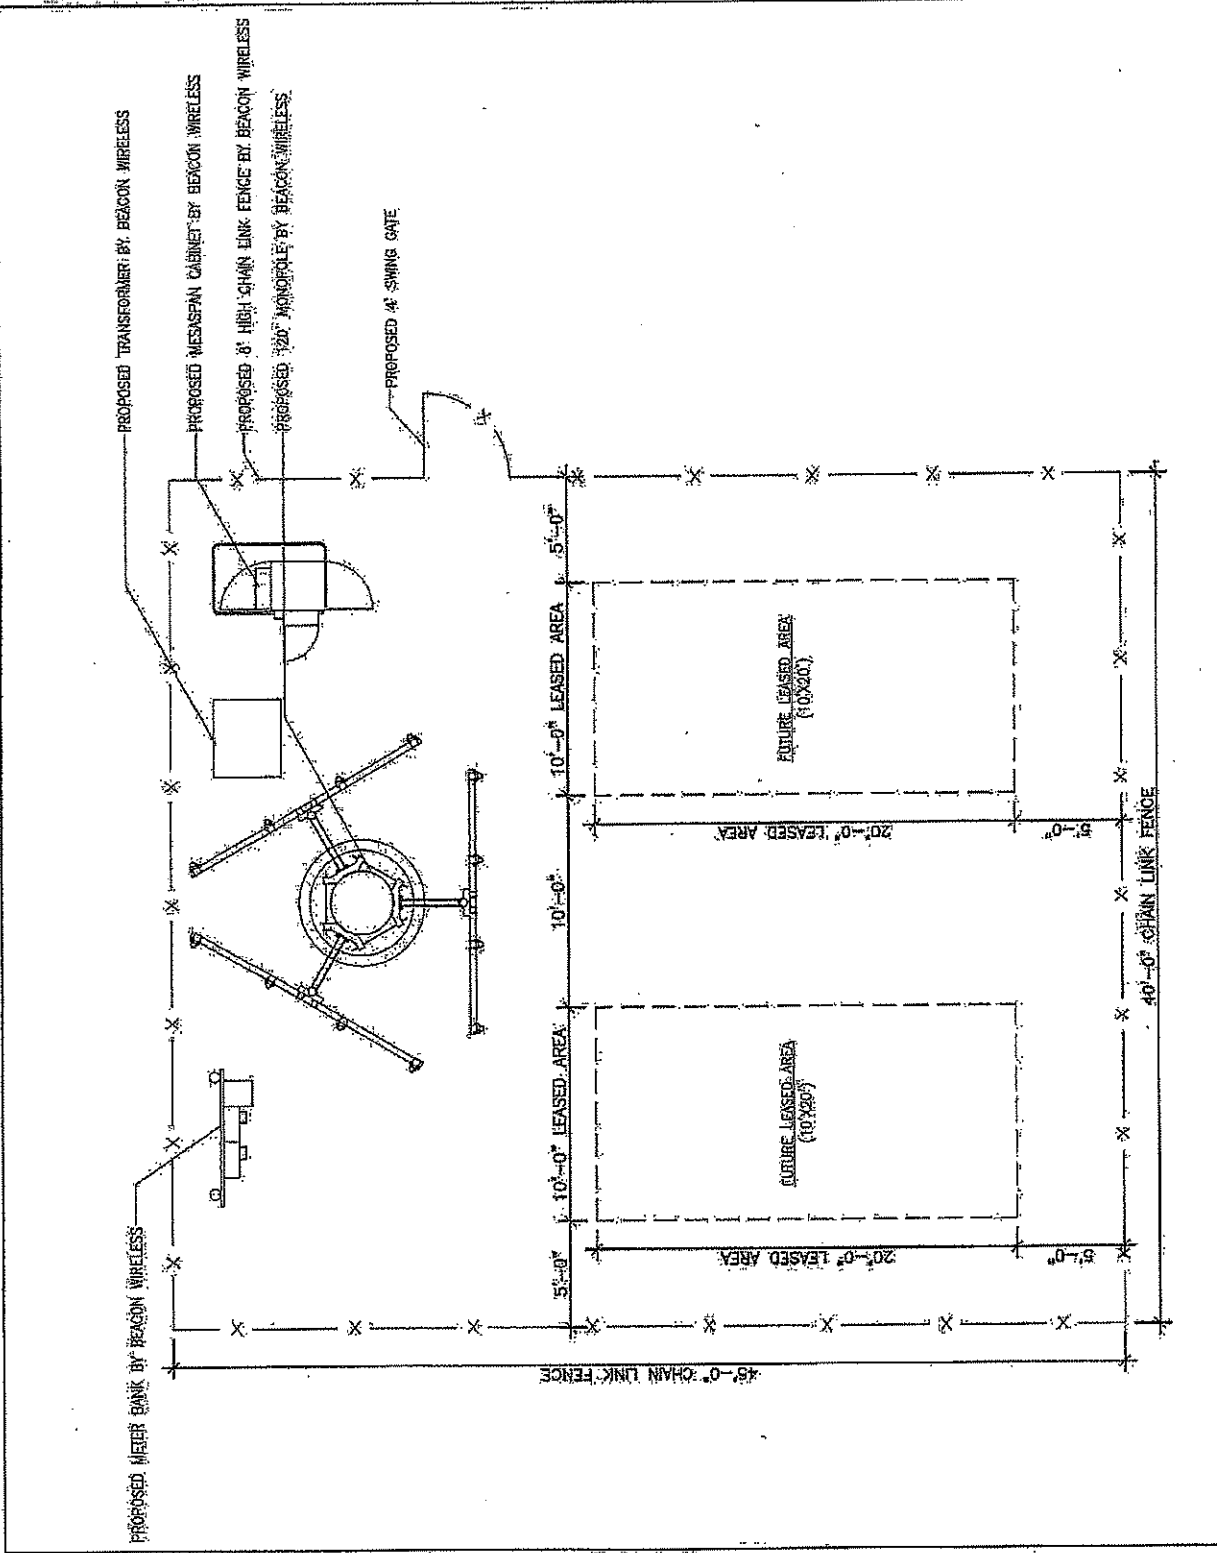 PROPOSED METER BANK BY BEACON WIRELESS
PROPOSED TRANSFORMER BY BEACON WIRELESS
PROPOSED MESASPAN CABINET BY BEACON WIRELESS
PROPOSED 8' HIGH CHAIN LINK FENCE BY BEACON WIRELESS
PROPOSED 120' MONOPOLE BY BEACON WIRELESS
PROPOSED 4' SWING GATE
45'-0" CHAIN LINK FENCE
5'-0"
10'-0" LEASED AREA
10'-0"
10'-0" LEASED AREA
5'-0"
20'-0" LEASED AREA
FUTURE LEASED AREA
(10'X20')
20'-0" LEASED AREA
FUTURE LEASED AREA
(10'X20')
5'-0"
5'-0"
40'-0" CHAIN LINK FENCE